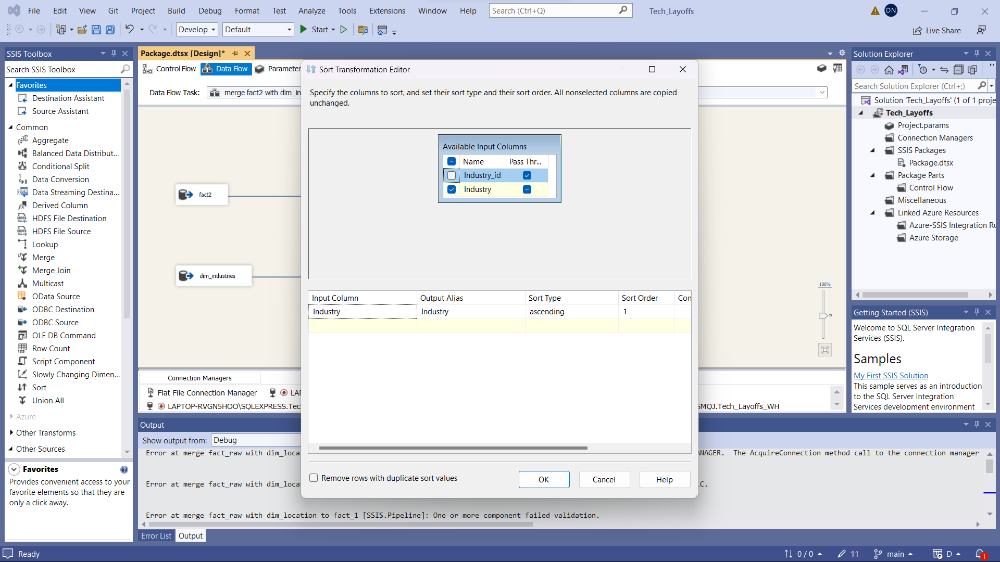 File Edit View Git Project Build Debug Format Test Analyze Tools Extensions Window Help Search (Ctrl+Q) Tech_Layoffs DN
Develop Default Start Live Share
SSIS Toolbox
Search SSIS Toolbox
Favorites
Destination Assistant
Source Assistant
Common
Aggregate
Balanced Data Distribut...
Conditional Split
Data Conversion
Data Streaming Destina...
Derived Column
HDFS File Destination
HDFS File Source
Lookup
Merge
Merge Join
Multicast
OData Source
ODBC Destination
ODBC Source
OLE DB Command
Row Count
Script Component
Slowly Changing Dimen...
Sort
Union All
Azure
Other Transforms
Other Sources
Favorites
Provides convenient access to your
favorite elements so that they are
only a click away.
Package.dtsx [Design]*
Control Flow Data Flow Parameter
Data Flow Task: merge fact2 with dim_in
fact2
dim_industries
100%
Connection Managers
Flat File Connection Manager LAP
LAPTOP-RVGN5HOO\SQLEXPRESS.Tec SMQJ.Tech_Layoffs_WH
Sort Transformation Editor
Specify the columns to sort, and set their sort type and their sort order. All nonselected columns are copied
unchanged.
Available Input Columns
Name Pass Thr...
Industry_id
Industry
Input Column Output Alias Sort Type Sort Order Con
Industry Industry ascending 1
Remove rows with duplicate sort values
OK Cancel Help
Output
Show output from: Debug
Error at merge fact_raw with dim_locat ANAGER. The AcquireConnection method call to the connection manager
Error at merge fact_raw with dim_locat C.
Error at merge fact_raw with dim_location to fact_1 [SSIS.Pipeline]: One or more component failed validation.
Error List Output
Solution Explorer
Search Solution Explorer (Ctrl+;)
Solution 'Tech_Layoffs' (1 of 1 proje
Tech_Layoffs
Project.params
Connection Managers
SSIS Packages
Package.dtsx
Package Parts
Control Flow
Miscellaneous
Linked Azure Resources
Azure-SSIS Integration Ru
Azure Storage
Getting Started (SSIS)
Welcome to SQL Server Integration
Services (SSIS).
Samples
My First SSIS Solution
This sample serves as an introduction
to the SQL Server Integration
Services development environment
Ready 0 / 0 11 main D 1